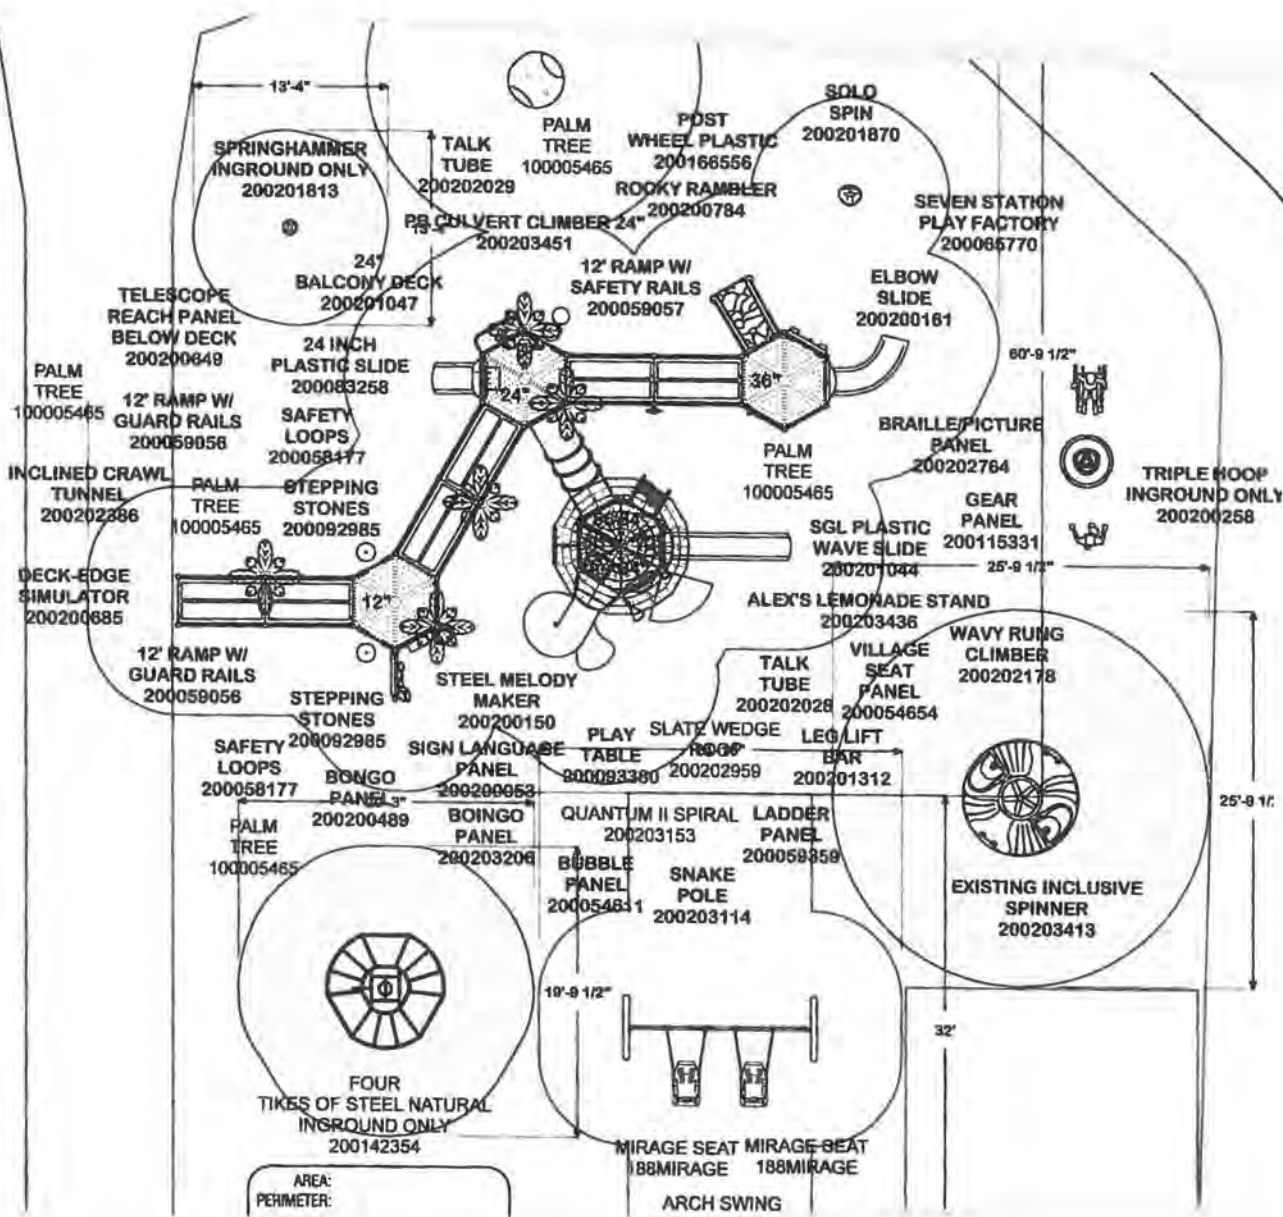 13'-4"
SPRINGHAMMER
INGROUND ONLY
200201813
TALK
TUBE
200202029
PALM
TREE
100005465
POST
WHEEL PLASTIC
200166556
ROCKY RAMBLER
200200784
SOLO
SPIN
200201870
SEVEN STATION
PLAY FACTORY
200065770
PB CULVERT CLIMBER 24"
200203451
24"
BALCONY DECK
200201047
12' RAMP W/
SAFETY RAILS
200059057
ELBOW
SLIDE
200200161
TELESCOPE
REACH PANEL
BELOW DECK
200200649
24 INCH
PLASTIC SLIDE
200083258
60'-9 1/2"
PALM
TREE
100005465
12' RAMP W/
GUARD RAILS
200059056
SAFETY
LOOPS
200058177
24"
36"
BRAILLE/PICTURE
PANEL
200202764
INCLINED CRAWL
TUNNEL
200202386
PALM
TREE
100005465
STEPPING
STONES
200092985
PALM
TREE
100005465
TRIPLE HOOP
INGROUND ONLY
200200258
GEAR
PANEL
200115331
SGL PLASTIC
WAVE SLIDE
200201044
25'-9 1/2"
DECK-EDGE
SIMULATOR
200200685
12"
ALEX'S LEMONADE STAND
200203436
WAVY RUNG
CLIMBER
200202178
12' RAMP W/
GUARD RAILS
200059056
STEPPING
STONES
200092985
STEEL MELODY
MAKER
200200150
TALK
TUBE
200202028
VILLAGE
SEAT
PANEL
200054654
SAFETY
LOOPS
200058177
BONGO
PANEL
200200489
SIGN LANGUAGE
PANEL
200200053
PLAY
TABLE
200093380
SLATE WEDGE
ROOF
200202959
LEG LIFT
BAR
200201312
25'-9 1/
PALM
TREE
100005465
BOINGO
PANEL
200203206
QUANTUM II SPIRAL
200203153
LADDER
PANEL
200059359
BUBBLE
PANEL
SNAKE
POLE
200203114
EXISTING INCLUSIVE
SPINNER
200203413
19'-9 1/2"
32'
FOUR
TIKES OF STEEL NATURAL
INGROUND ONLY
200142354
MIRAGE SEAT
188MIRAGE
MIRAGE SEAT
188MIRAGE
ARCH SWING
AREA:
PERIMETER: